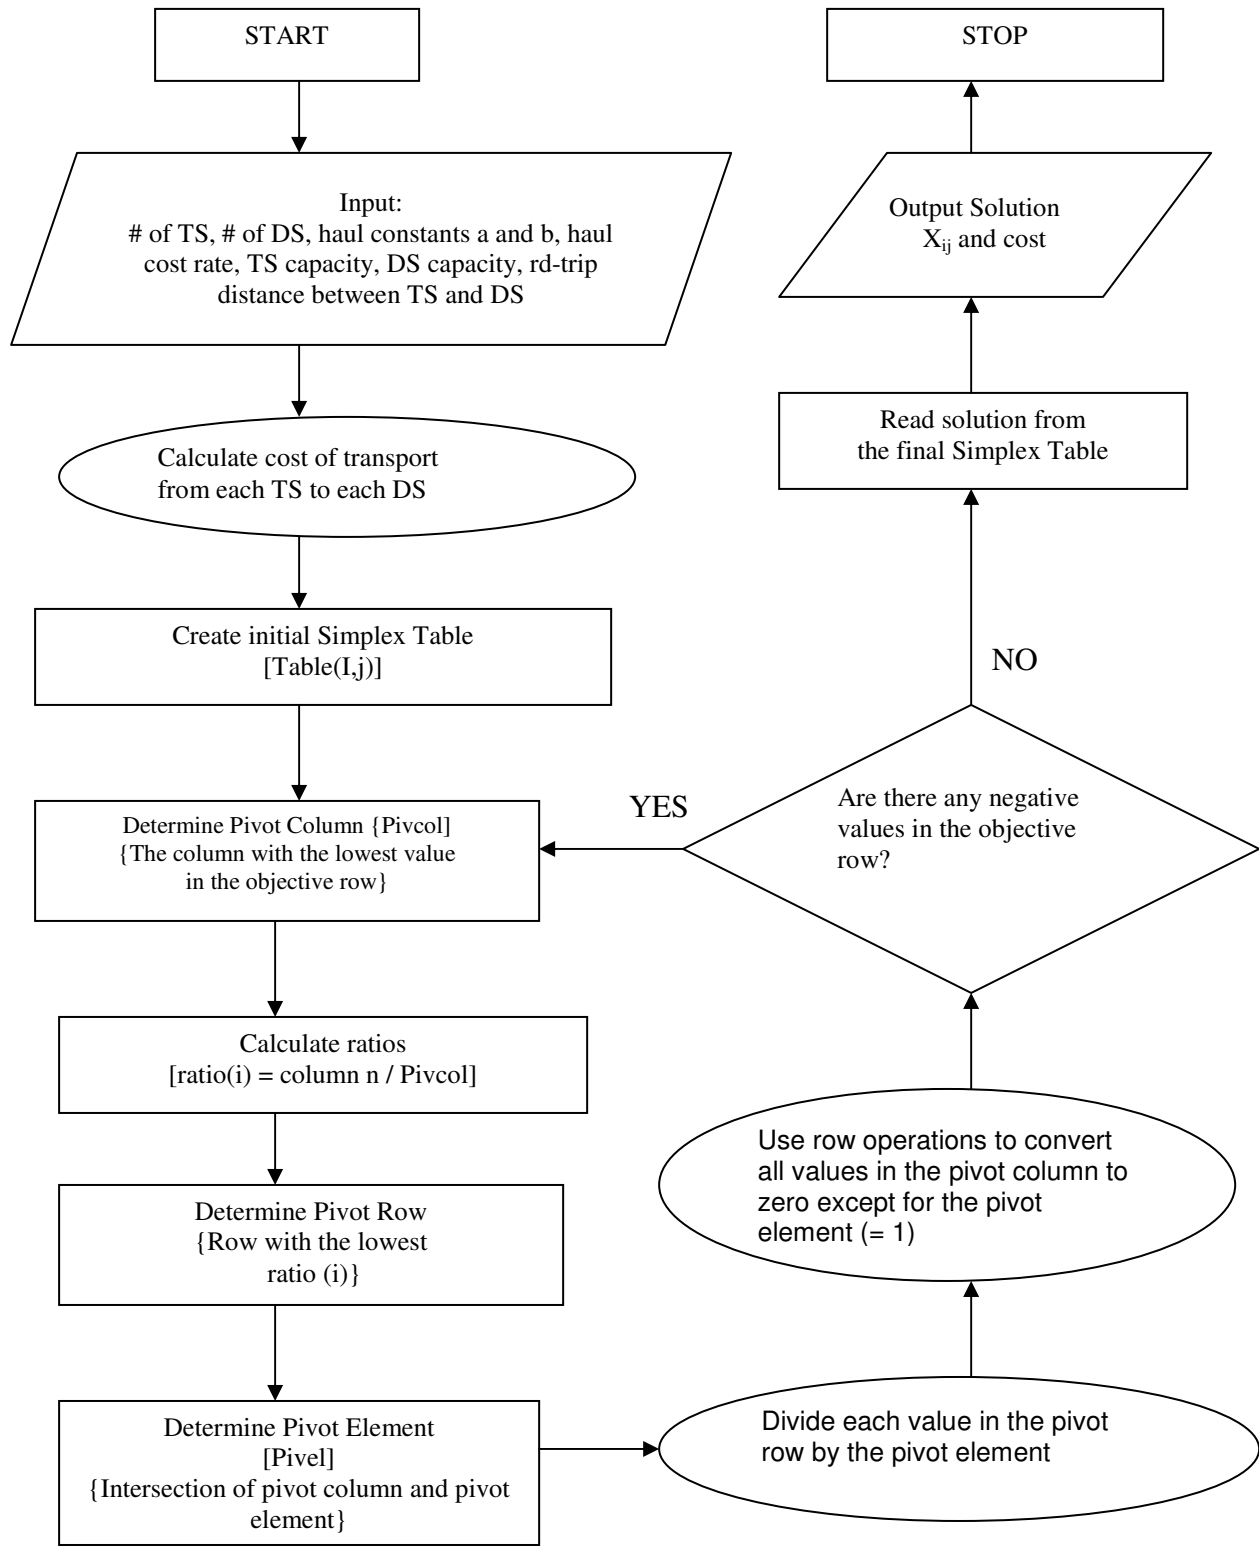 START
Input:
# of TS, # of DS, haul constants a and b, haul
cost rate, TS capacity, DS capacity, rd-trip
distance between TS and DS
Calculate cost of transport
from each TS to each DS
Create initial Simplex Table
[Table(I,j)]
Determine Pivot Column {Pivcol]
{The column with the lowest value
in the objective row}
Calculate ratios
[ratio(i) = column n / Pivcol]
Determine Pivot Row
{Row with the lowest
ratio (i)}
Determine Pivot Element
[Pivel]
{Intersection of pivot column and pivot
element}
Divide each value in the pivot
row by the pivot element
Use row operations to convert
all values in the pivot column to
zero except for the pivot
element (= 1)
Are there any negative
values in the objective
row?
YES
NO
Read solution from
the final Simplex Table
Output Solution
Xij and cost
STOP